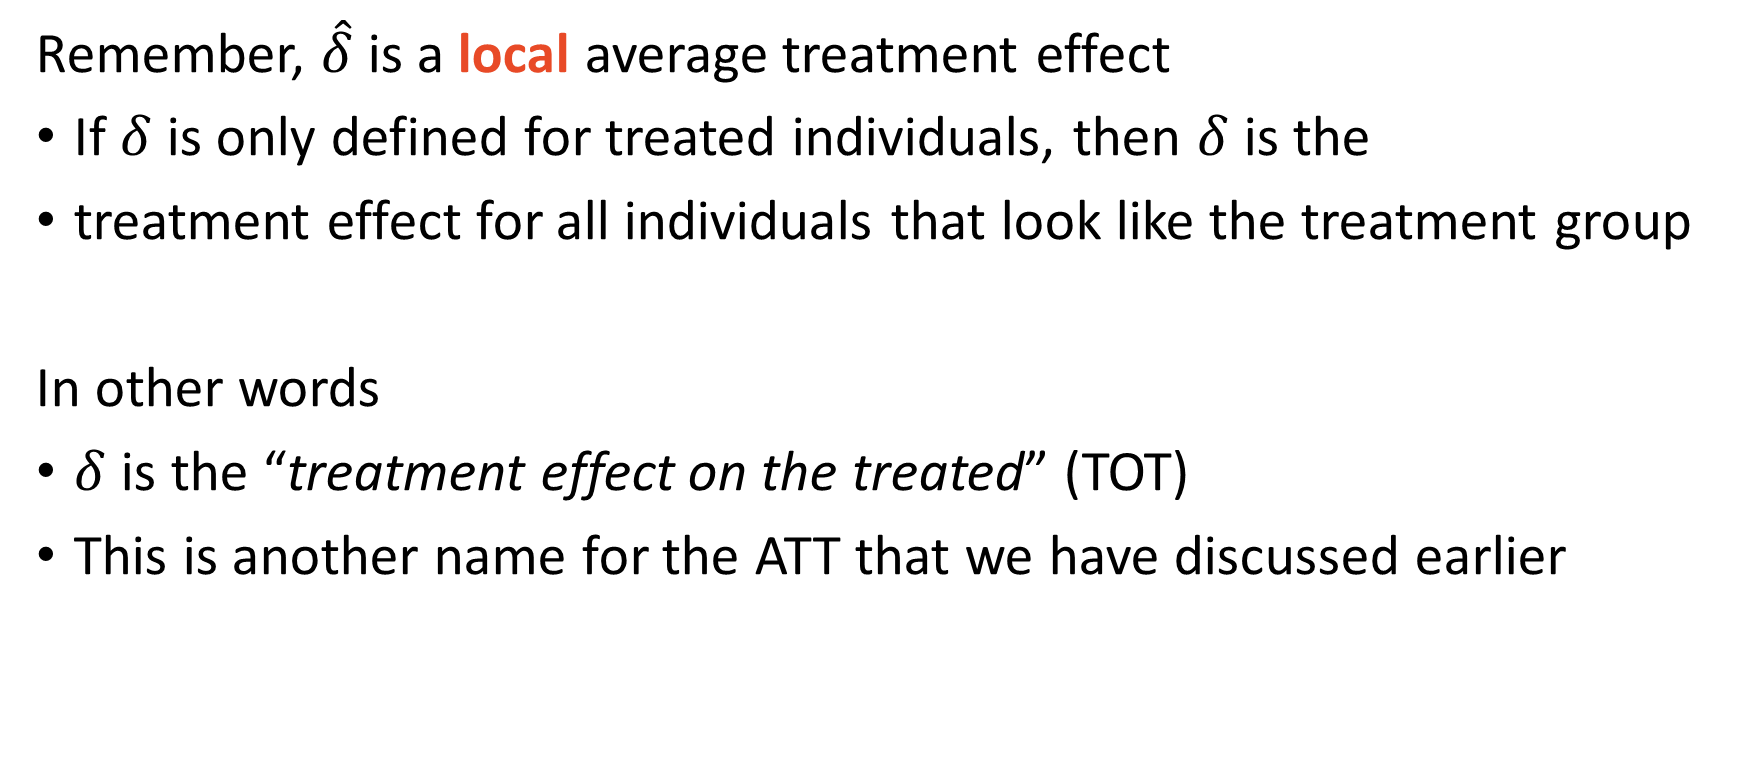 Remember, δ̂ is a local average treatment effect
• If δ is only defined for treated individuals, then δ is the
• treatment effect for all individuals that look like the treatment group
In other words
• δ is the “treatment effect on the treated” (TOT)
• This is another name for the ATT that we have discussed earlier